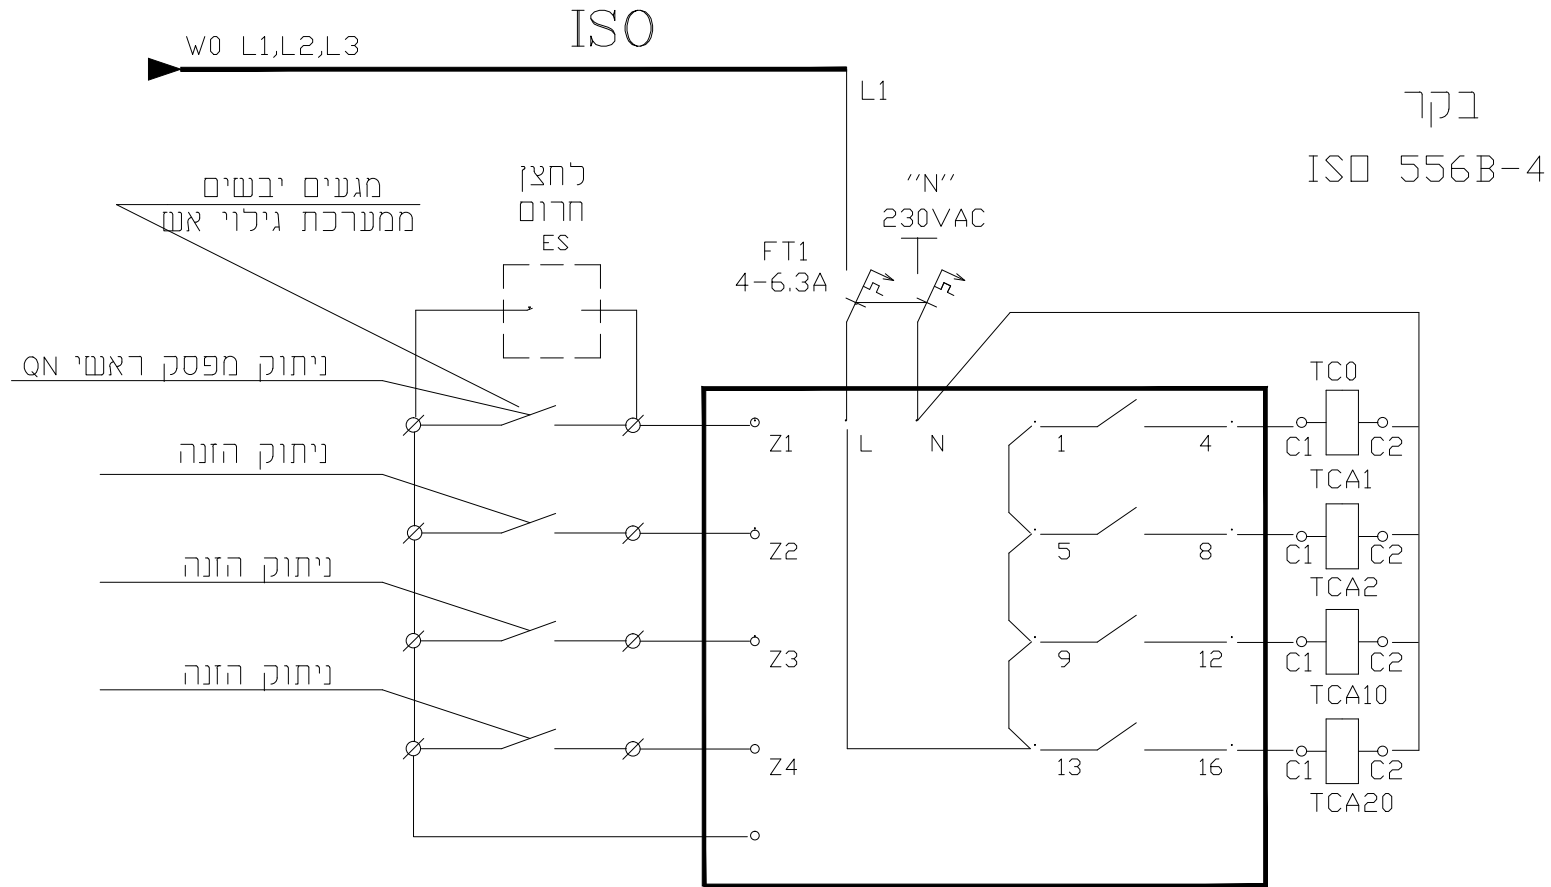 ISO
W0 L1,L2,L3
L1
בקר
ISO 556B-4
מגעים יבשים
ממערכת גילוי אש
לחצן
חרום
ES
"N"
230VAC
FT1
4-6.3A
ניתוק מפסק ראשי QN
ניתוק הזנה
ניתוק הזנה
ניתוק הזנה
Z1
L
N
1
4
TC0
C1
C2
TCA1
Z2
5
8
C1
C2
TCA2
Z3
9
12
C1
C2
TCA10
Z4
13
16
C1
C2
TCA20